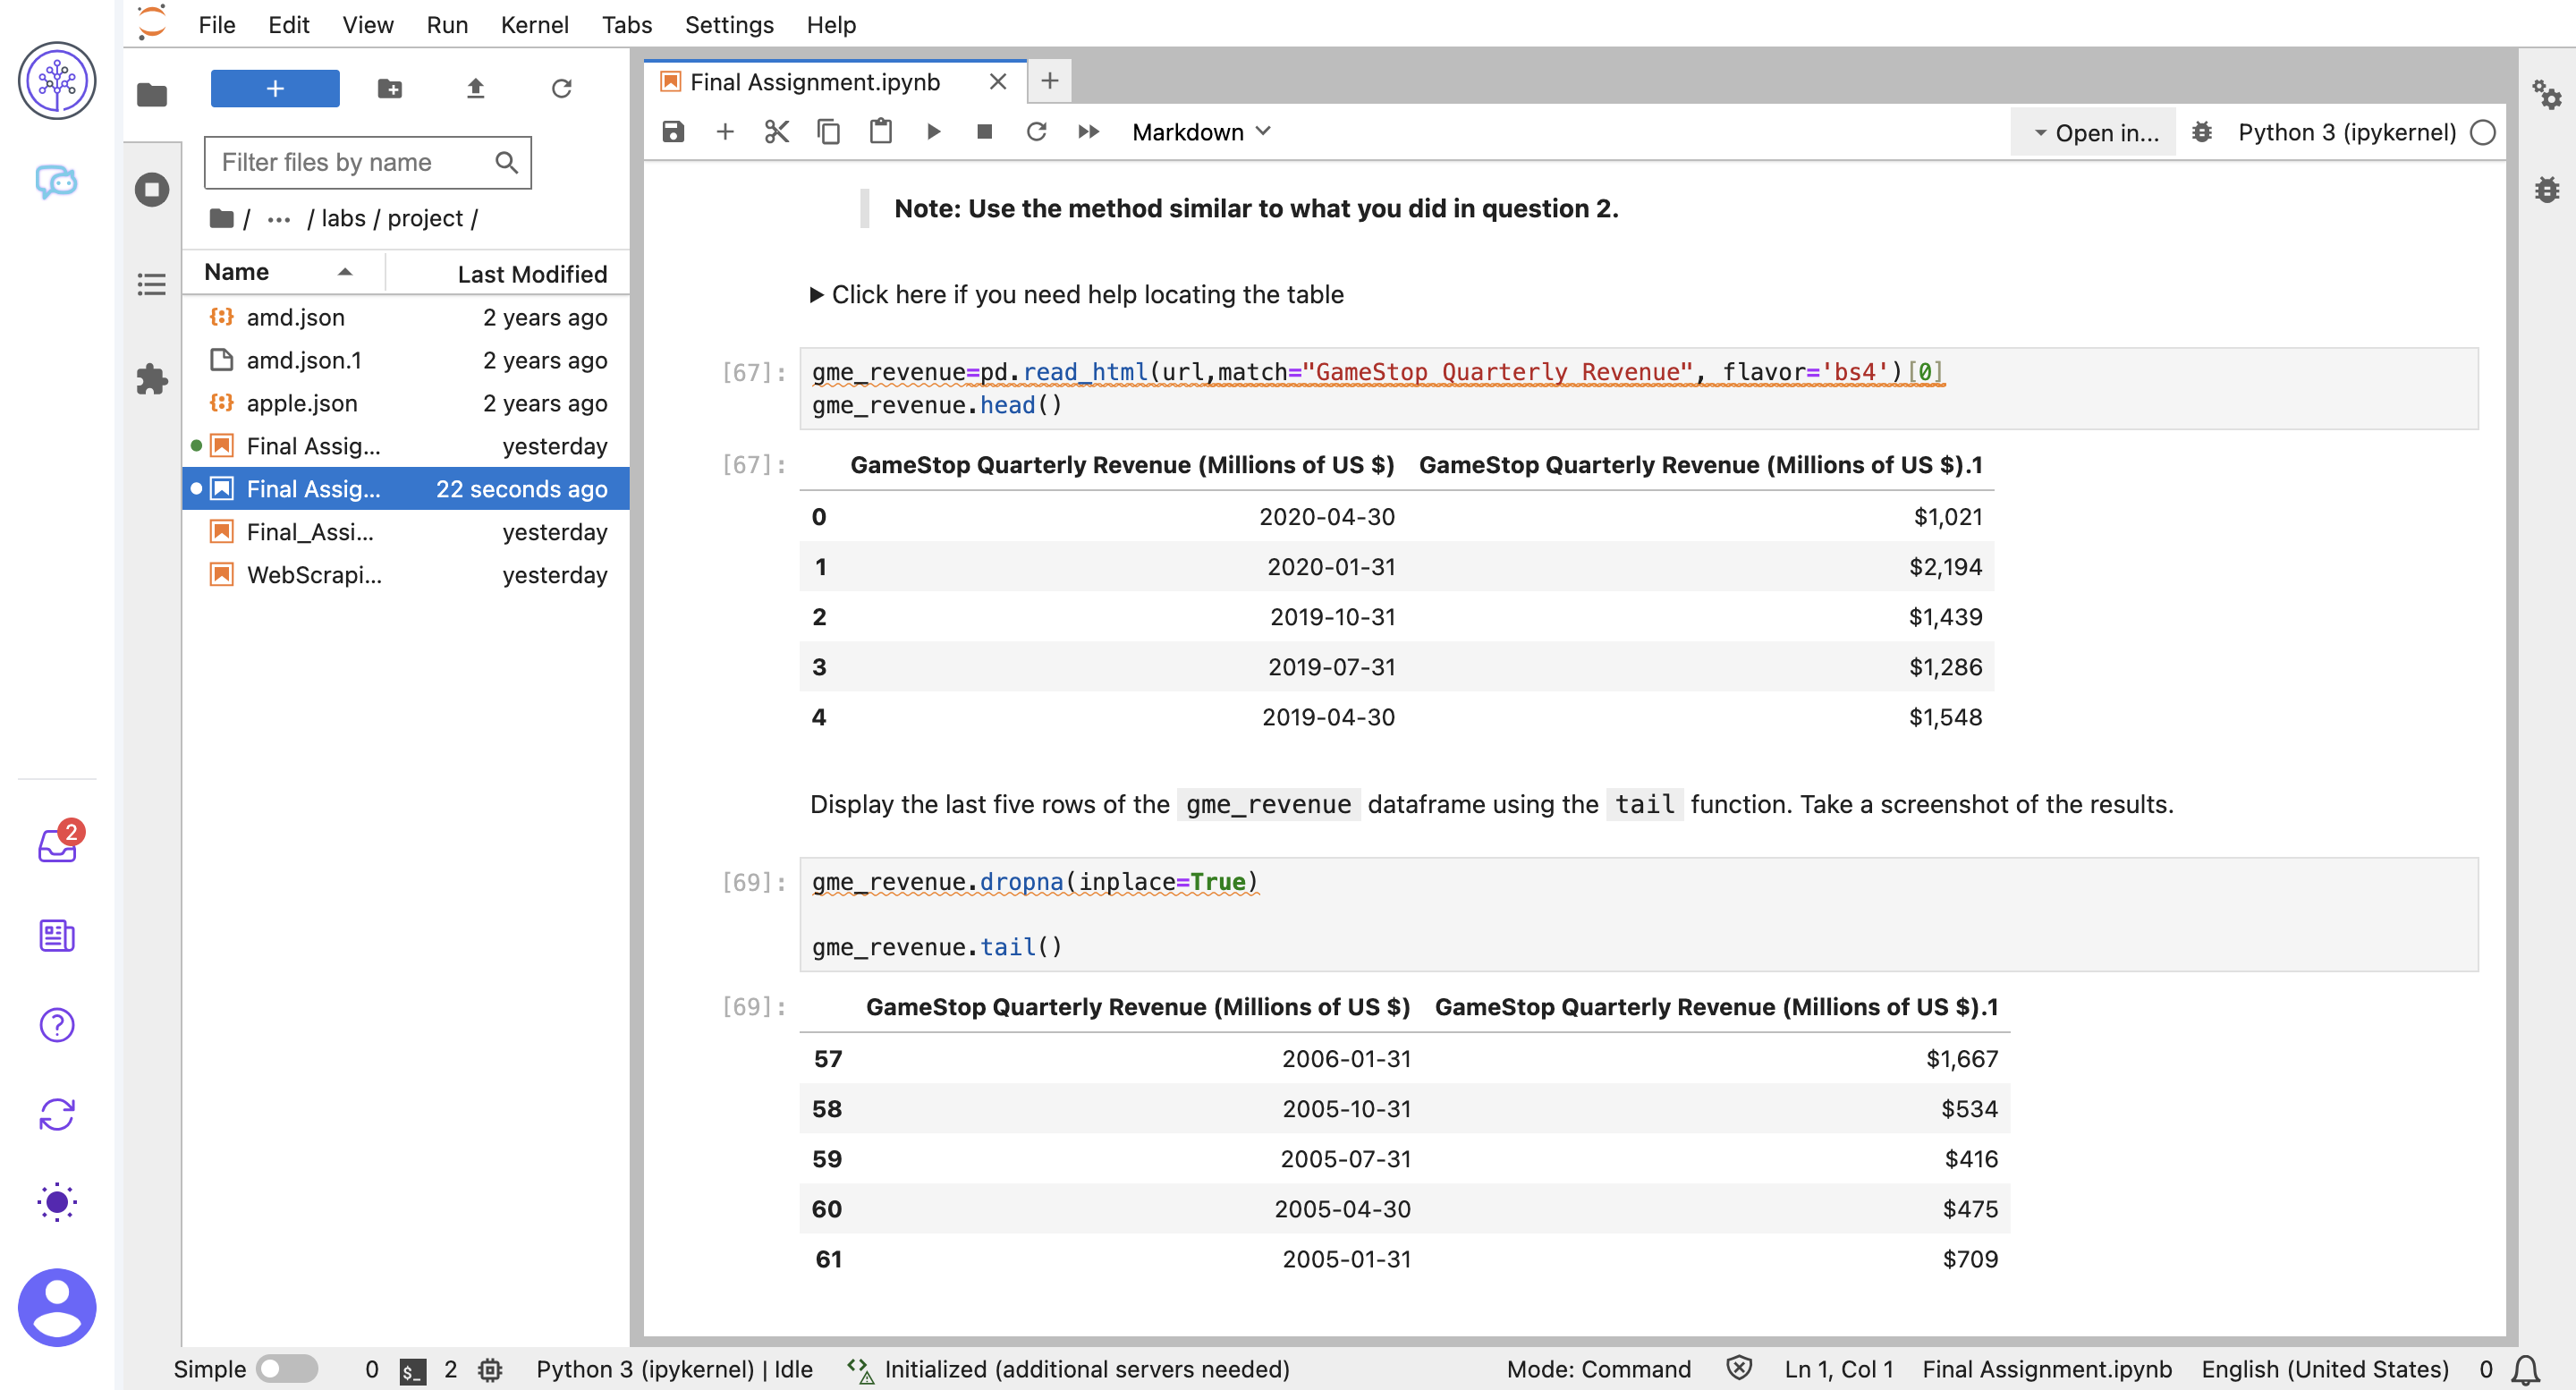 File Edit View Run Kernel Tabs Settings Help
Final Assignment.ipynb
Markdown
Open in...
Python 3 (ipykernel)
Filter files by name
/ ... / labs / project /
Name Last Modified
amd.json 2 years ago
amd.json.1 2 years ago
apple.json 2 years ago
Final Assig... yesterday
Final Assig... 22 seconds ago
Final_Assi... yesterday
WebScrapi... yesterday
2
Note: Use the method similar to what you did in question 2.
Click here if you need help locating the table
[67]: gme_revenue=pd.read_html(url,match="GameStop Quarterly Revenue", flavor='bs4')[0]
gme_revenue.head()
[67]: GameStop Quarterly Revenue (Millions of US $) GameStop Quarterly Revenue (Millions of US $).1
0 2020-04-30 $1,021
1 2020-01-31 $2,194
2 2019-10-31 $1,439
3 2019-07-31 $1,286
4 2019-04-30 $1,548
Display the last five rows of the gme_revenue dataframe using the tail function. Take a screenshot of the results.
[69]: gme_revenue.dropna(inplace=True)
gme_revenue.tail()
[69]: GameStop Quarterly Revenue (Millions of US $) GameStop Quarterly Revenue (Millions of US $).1
57 2006-01-31 $1,667
58 2005-10-31 $534
59 2005-07-31 $416
60 2005-04-30 $475
61 2005-01-31 $709
Simple 0 $_ 2 Python 3 (ipykernel) | Idle Initialized (additional servers needed) Mode: Command Ln 1, Col 1 Final Assignment.ipynb English (United States) 0